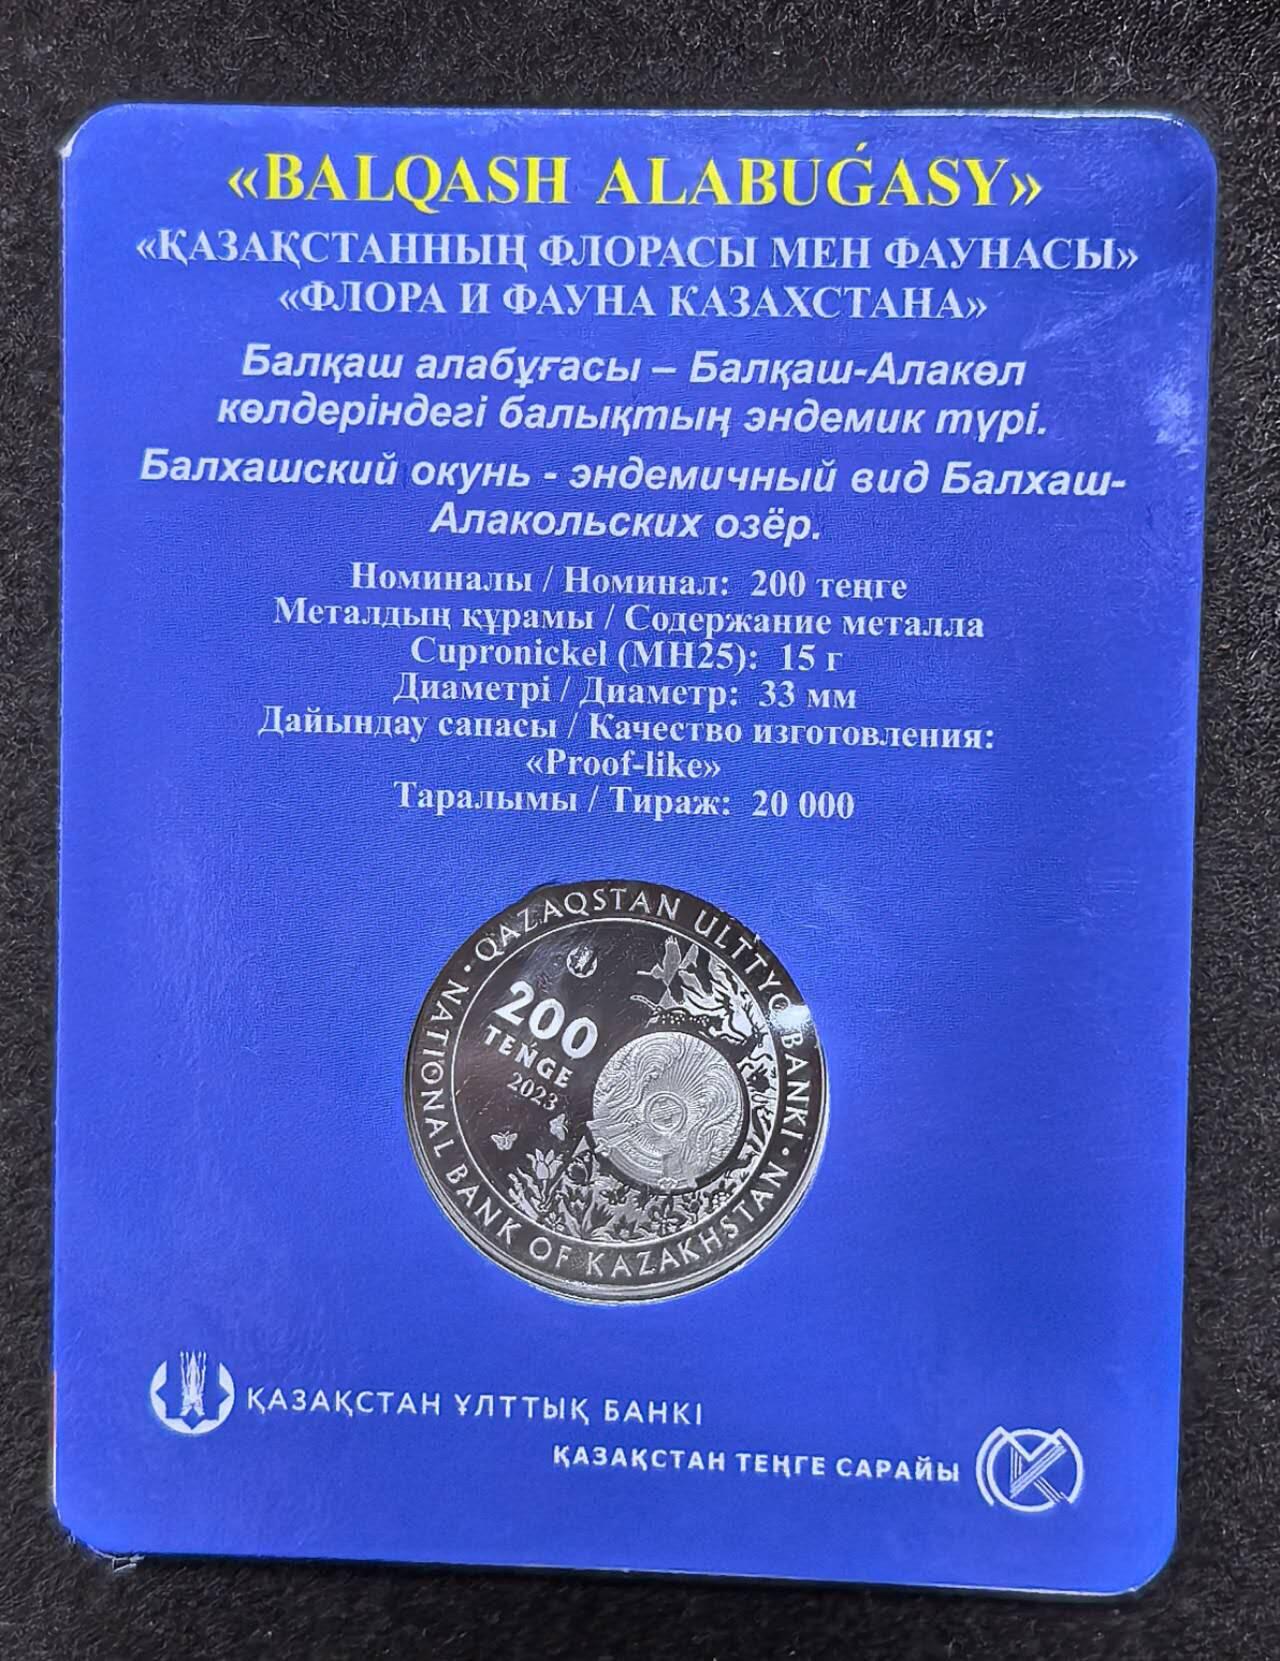 «BALQASH ALABUǴASY»
«ҚАЗАҚСТАННЫҢ ФЛОРАСЫ МЕН ФАУНАСЫ»
«ФЛОРА И ФАУНА КАЗАХСТАНА»
Балқаш алабұғасы – Балқаш-Алакөл
көлдеріндегі балықтың эндемик түрі.
Балхашский окунь - эндемичный вид Балхаш-
Алакольских озёр.
Номиналы / Номинал: 200 теңге
Металдың құрамы / Содержание металла
Cupronickel (МН25): 15 г
Диаметрі / Диаметр: 33 мм
Дайындау сапасы / Качество изготовления:
«Proof-like»
Таралымы / Тираж: 20 000
QAZAQSTAN ULTTYQ BANKI
200
TEŃGE
2023
NATIONAL BANK OF KAZAKHSTAN
ҚАЗАҚСТАН ҰЛТТЫҚ БАНКІ
ҚАЗАҚСТАН ТЕҢГЕ САРАЙЫ